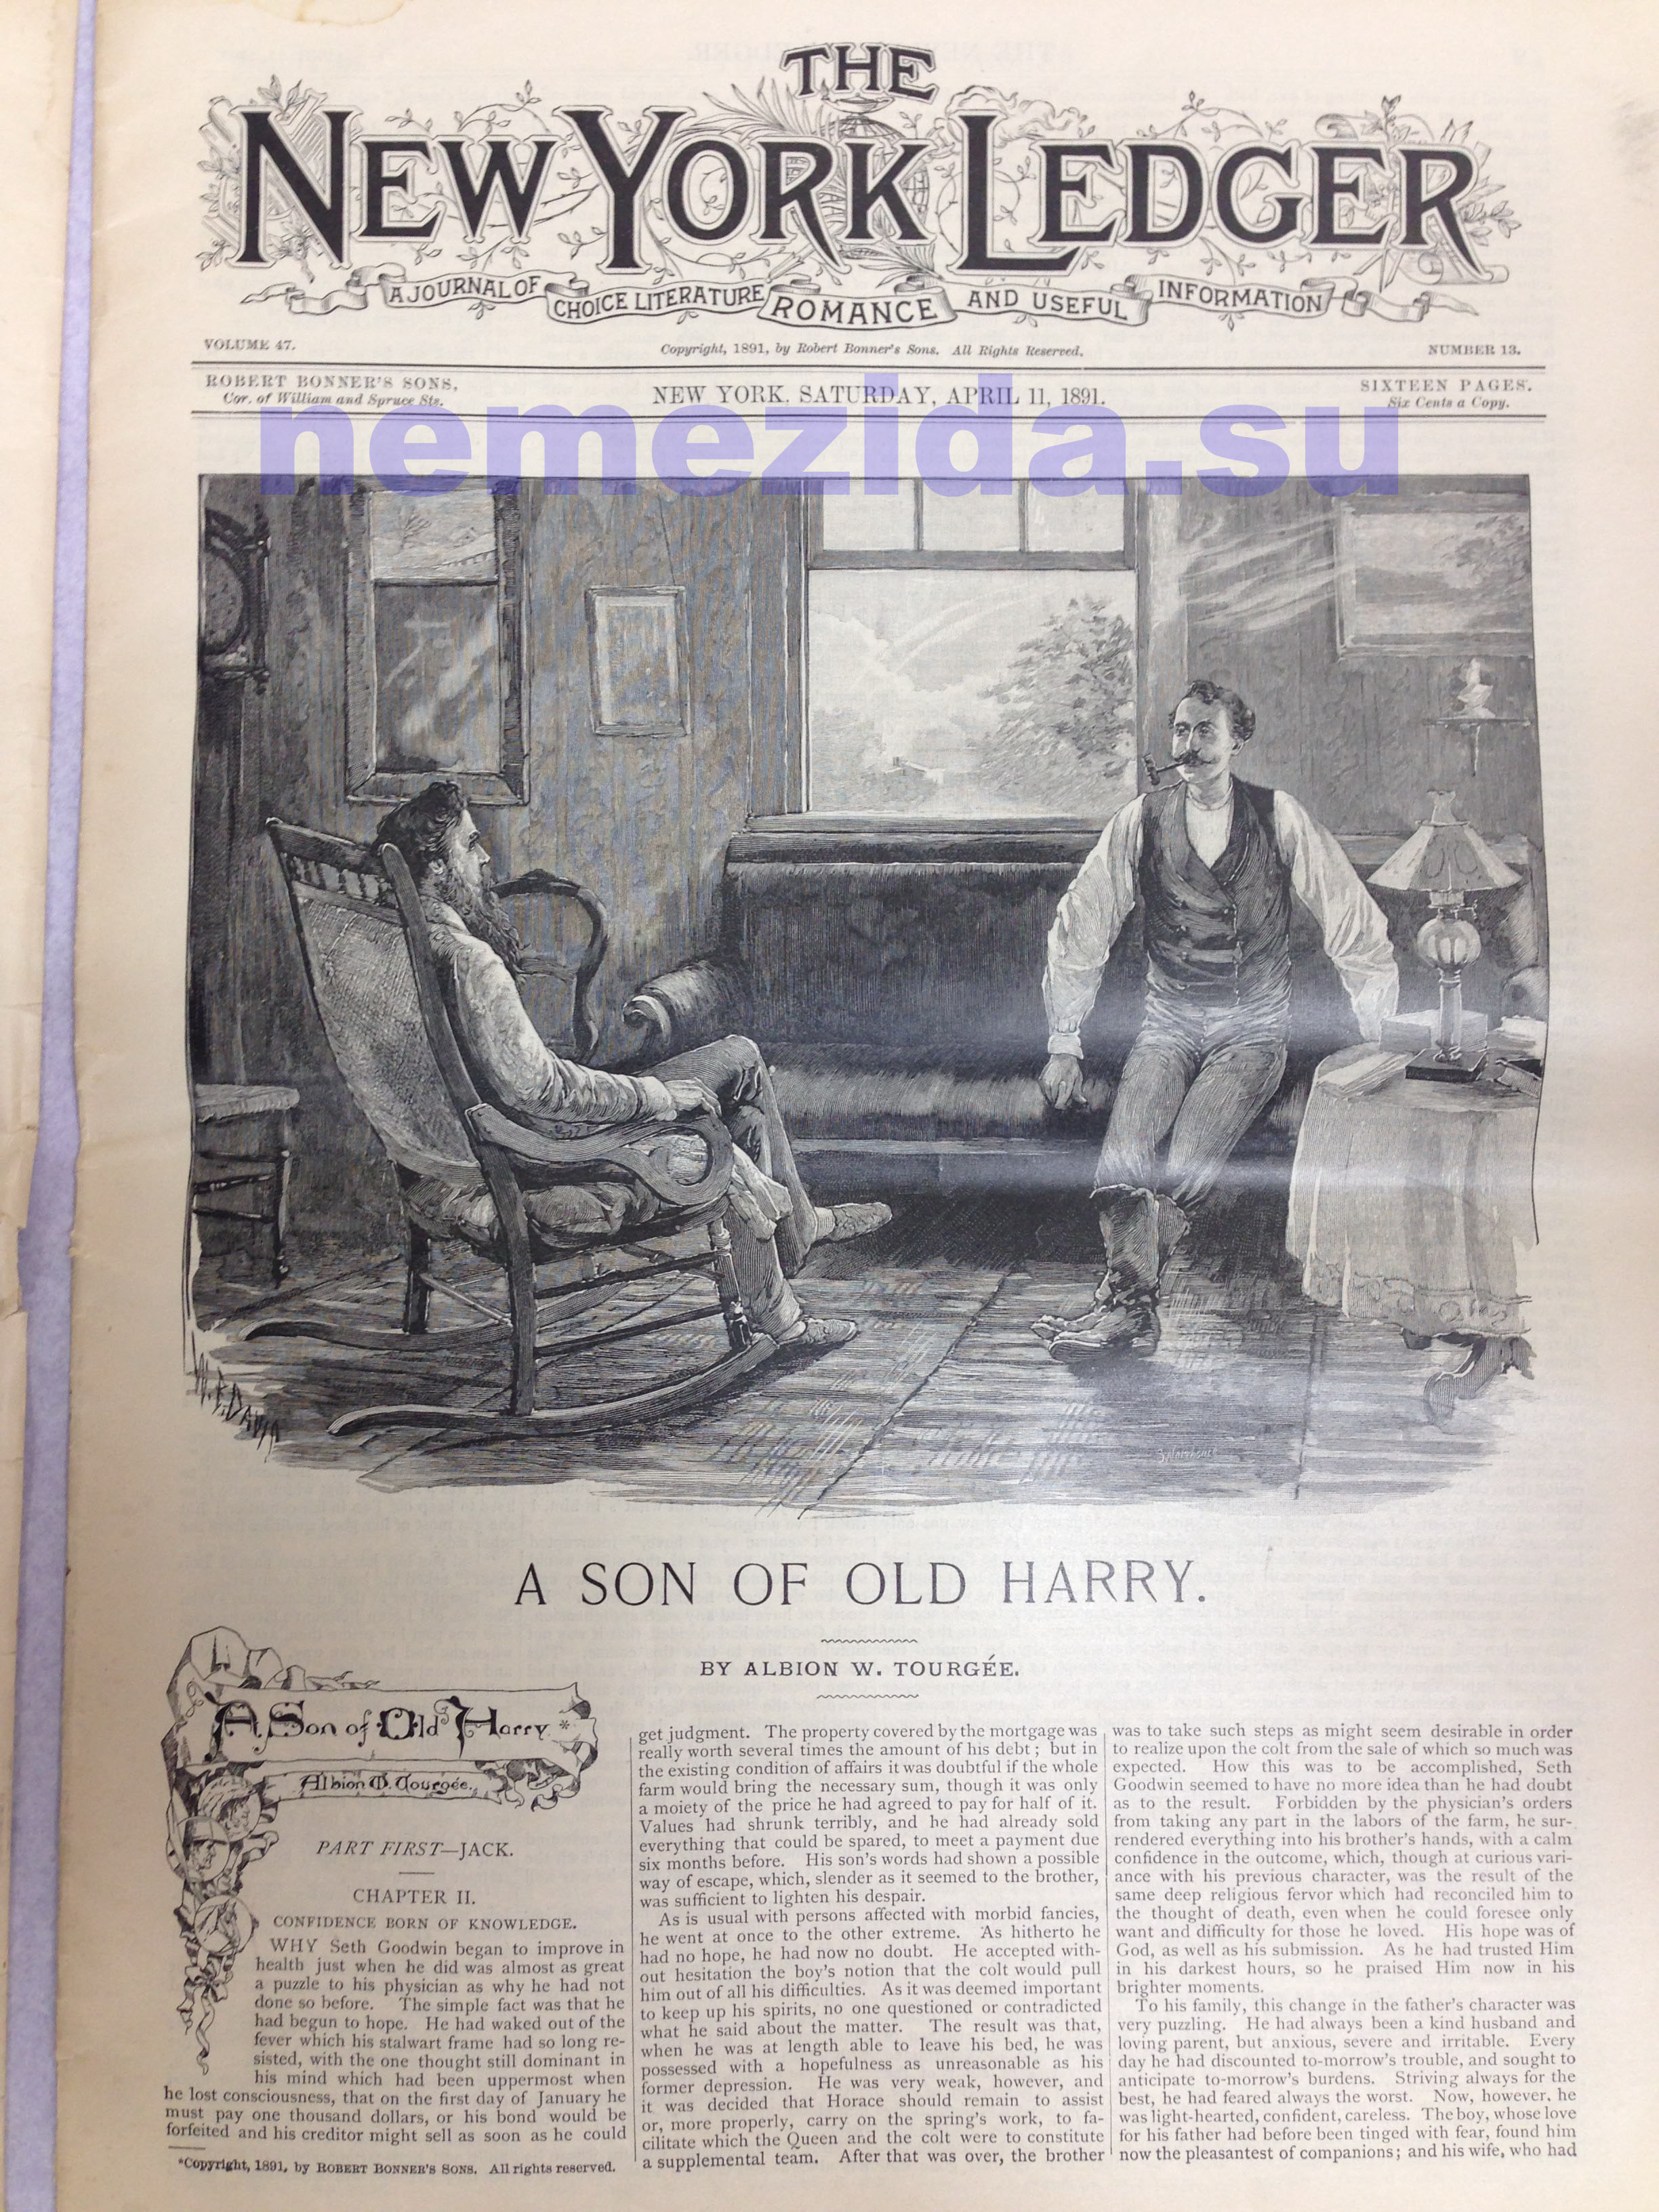 THE
NEW YORK LEDGER
A JOURNAL OF CHOICE LITERATURE ROMANCE AND USEFUL INFORMATION
VOLUME 47.
Copyright, 1891, by Robert Bonner's Sons. All Rights Reserved.
NUMBER 13.
ROBERT BONNER'S SONS,
Cor. of William and Spruce Sts.
NEW YORK, SATURDAY, APRIL 11, 1891.
SIXTEEN PAGES.
Six Cents a Copy.
nemezida.su
W. E. DAVIS
A SON OF OLD HARRY.
BY ALBION W. TOURGÉE.
A Son of Old Harry.*
Albion W. Tourgée.
PART FIRST—JACK.
CHAPTER II.
CONFIDENCE BORN OF KNOWLEDGE.
WHY Seth Goodwin began to improve in
health just when he did was almost as great
a puzzle to his physician as why he had not
done so before. The simple fact was that he
had begun to hope. He had waked out of the
fever which his stalwart frame had so long re-
sisted, with the one thought still dominant in
his mind which had been uppermost when
he lost consciousness, that on the first day of January he
must pay one thousand dollars, or his bond would be
forfeited and his creditor might sell as soon as he could
*Copyright, 1891, by ROBERT BONNER'S SONS. All rights reserved.
get judgment. The property covered by the mortgage was
really worth several times the amount of his debt; but in
the existing condition of affairs it was doubtful if the whole
farm would bring the necessary sum, though it was only
a moiety of the price he had agreed to pay for half of it.
Values had shrunk terribly, and he had already sold
everything that could be spared, to meet a payment due
six months before. His son's words had shown a possible
way of escape, which, slender as it seemed to the brother,
was sufficient to lighten his despair.
As is usual with persons affected with morbid fancies,
he went at once to the other extreme. As hitherto he
had no hope, he had now no doubt. He accepted with-
out hesitation the boy's notion that the colt would pull
him out of all his difficulties. As it was deemed important
to keep up his spirits, no one questioned or contradicted
what he said about the matter. The result was that,
when he was at length able to leave his bed, he was
possessed with a hopefulness as unreasonable as his
former depression. He was very weak, however, and
it was decided that Horace should remain to assist
or, more properly, carry on the spring's work, to fa-
cilitate which the Queen and the colt were to constitute
a supplemental team. After that was over, the brother
was to take such steps as might seem desirable in order
to realize upon the colt from the sale of which so much was
expected. How this was to be accomplished, Seth
Goodwin seemed to have no more idea than he had doubt
as to the result. Forbidden by the physician's orders
from taking any part in the labors of the farm, he sur-
rendered everything into his brother's hands, with a calm
confidence in the outcome, which, though at curious vari-
ance with his previous character, was the result of the
same deep religious fervor which had reconciled him to
the thought of death, even when he could foresee only
want and difficulty for those he loved. His hope was of
God, as well as his submission. As he had trusted Him
in his darkest hours, so he praised Him now in his
brighter moments.
To his family, this change in the father's character was
very puzzling. He had always been a kind husband and
loving parent, but anxious, severe and irritable. Every
day he had discounted to-morrow's trouble, and sought to
anticipate to-morrow's burdens. Striving always for the
best, he had feared always the worst. Now, however, he
was light-hearted, confident, careless. The boy, whose love
for his father had before been tinged with fear, found him
now the pleasantest of companions; and his wife, who had